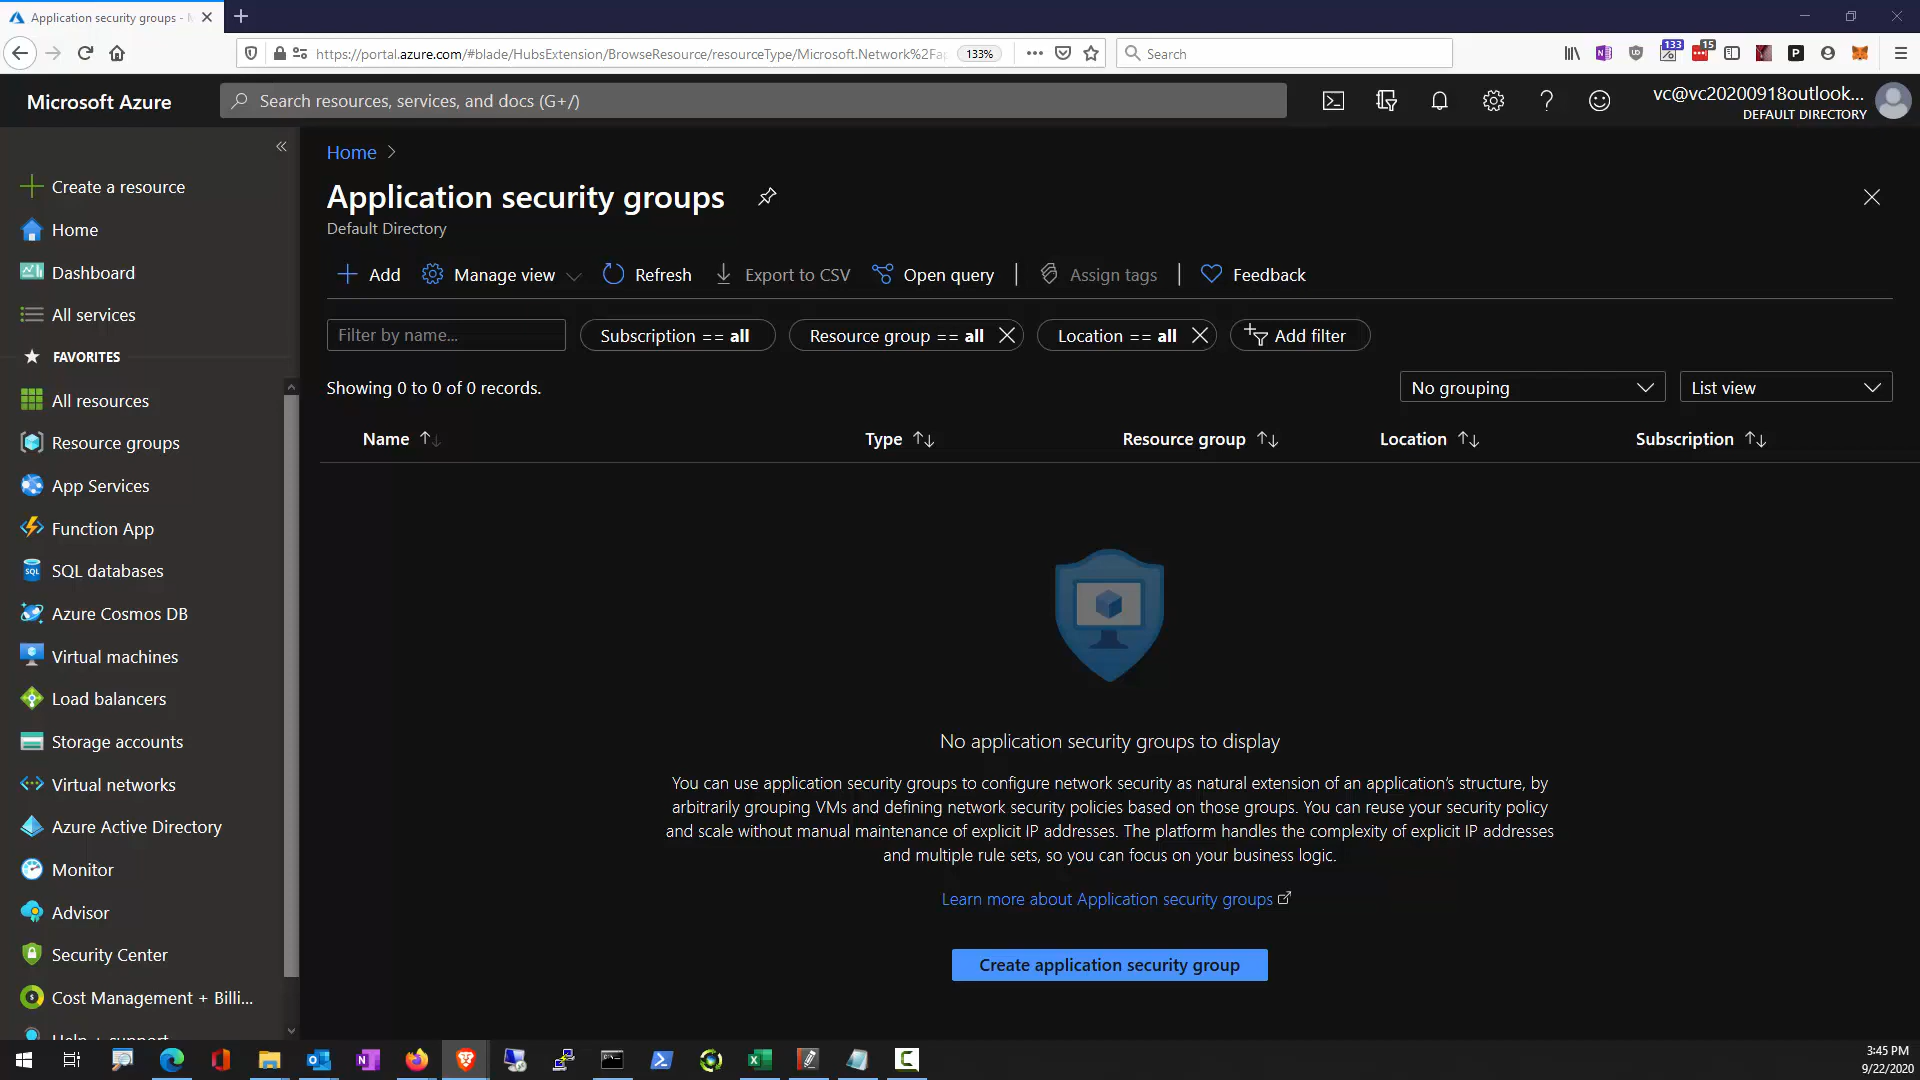 Application security groups - M
https://portal.azure.com/#blade/HubsExtension/BrowseResource/resourceType/Microsoft.Network%2Fap
133%
Search
133
15
Microsoft Azure
Search resources, services, and docs (G+/)
vc@vc20200918outlook...
DEFAULT DIRECTORY
Create a resource
Home
Dashboard
All services
FAVORITES
All resources
Resource groups
App Services
Function App
SQL databases
Azure Cosmos DB
Virtual machines
Load balancers
Storage accounts
Virtual networks
Azure Active Directory
Monitor
Advisor
Security Center
Cost Management + Billi...
Help + support
Home
Application security groups
Default Directory
Add
Manage view
Refresh
Export to CSV
Open query
Assign tags
Feedback
Filter by name...
Subscription == all
Resource group == all
Location == all
Add filter
Showing 0 to 0 of 0 records.
No grouping
List view
Name
Type
Resource group
Location
Subscription
No application security groups to display
You can use application security groups to configure network security as natural extension of an application's structure, by
arbitrarily grouping VMs and defining network security policies based on those groups. You can reuse your security policy
and scale without manual maintenance of explicit IP addresses. The platform handles the complexity of explicit IP addresses
and multiple rule sets, so you can focus on your business logic.
Learn more about Application security groups
Create application security group
3:45 PM
9/22/2020